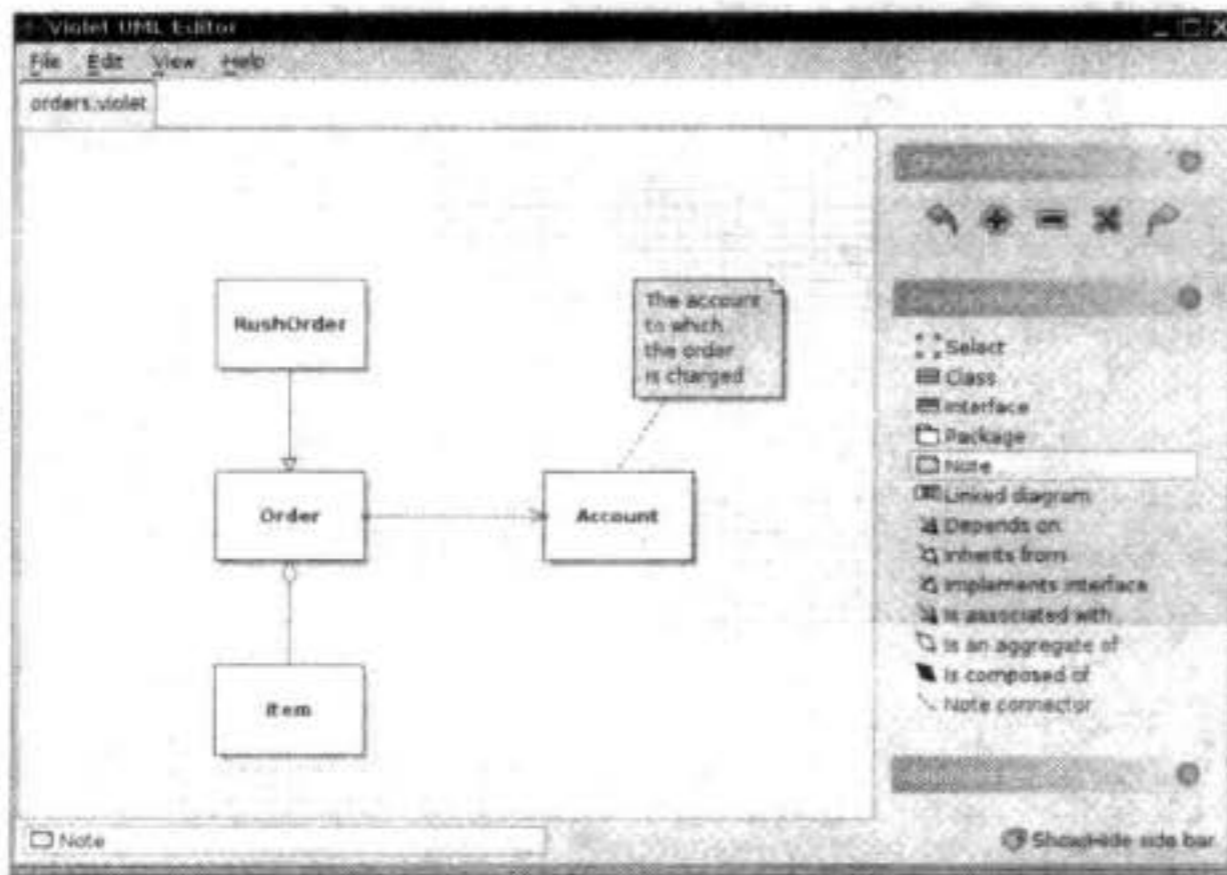 Violet UML Editor
File Edit View Help
orders.violet
RushOrder
The account
to which
the order
is charged
Order
Account
Item
Select
Class
Interface
Package
Note
Linked diagram
Depends on
Inherits from
Implements interface
Is associated with
Is an aggregate of
Is composed of
Note connector
Note
Show/Hide side bar